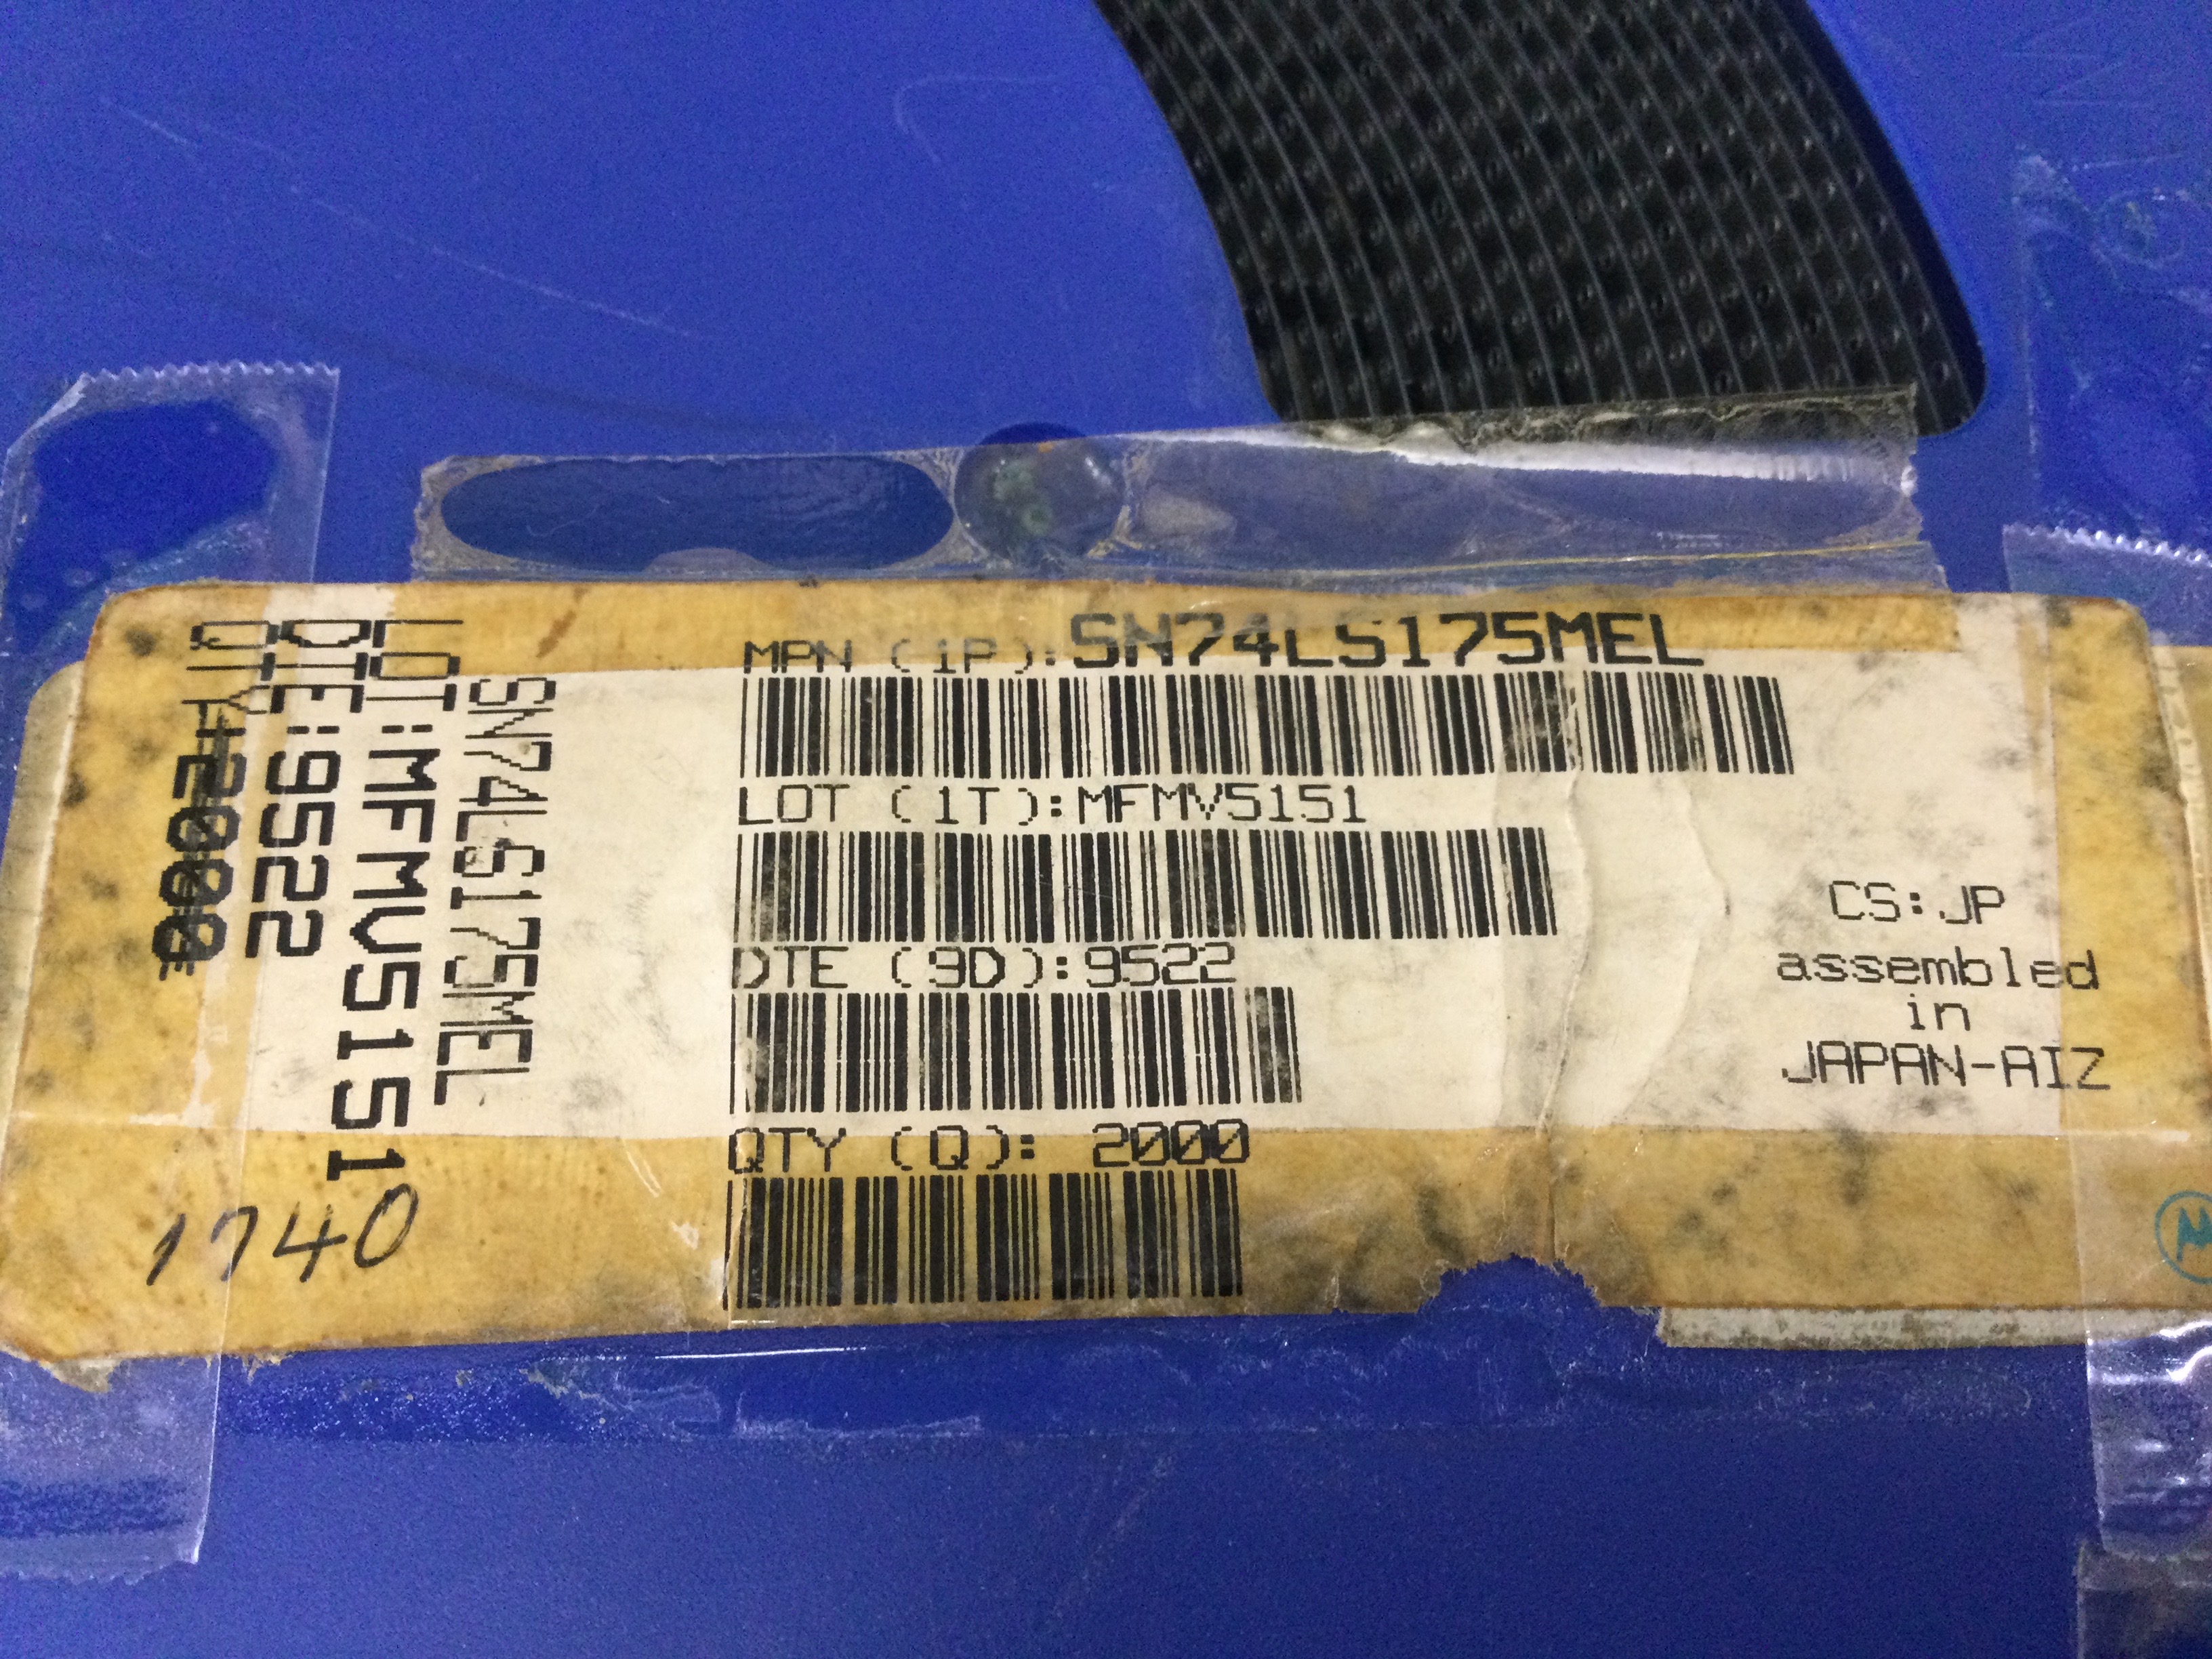 MPN (1P):SN74LS175MEL
LOT (1T):MFMV5151
DTE (9D):9522
QTY (Q): 2000
CS:JP
assembled
in
JAPAN-AIZ
SN74LS175MEL
LOT:MFMV5151
DTE:9522
QTY:2000
1740